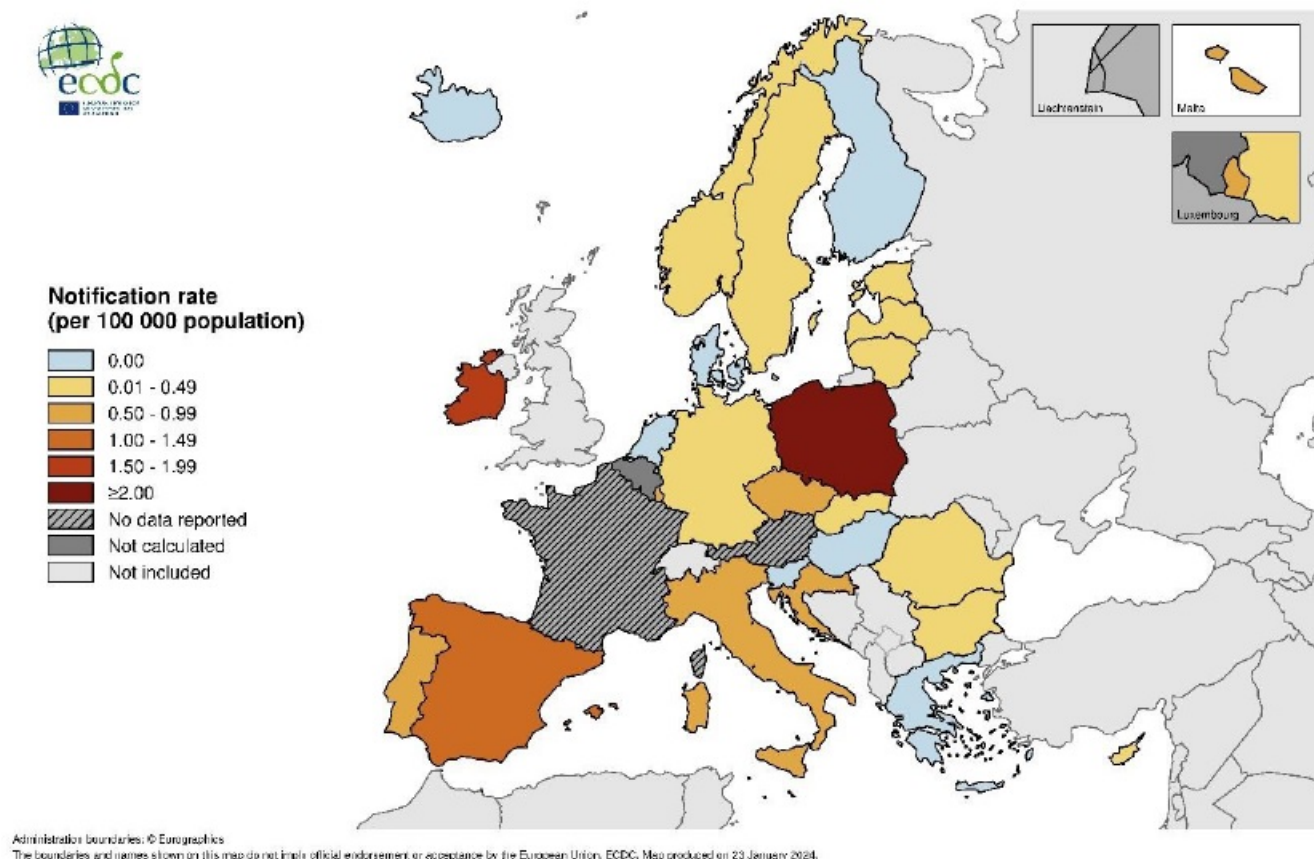 ecdc
Notification rate
(per 100 000 population)
0.00
0.01 - 0.49
0.50 - 0.99
1.00 - 1.49
1.50 - 1.99
≥2.00
No data reported
Not calculated
Not included
Liechtenstein
Malta
Luxembourg
Administration boundaries: © Eurographics
The boundaries and names shown on this map do not imply official endorsement or acceptance by the European Union. ECDC. Map produced on 23 January 2024.